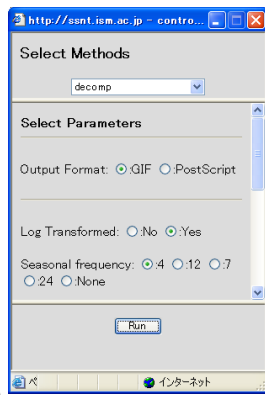 http://ssnt.ism.ac.jp - contro...
Select Methods
decomp
Select Parameters
Output Format: GIF PostScript
Log Transformed: :No :Yes
Seasonal frequency: :4 :12 :7
:24 :None
Run
ペ
インターネット